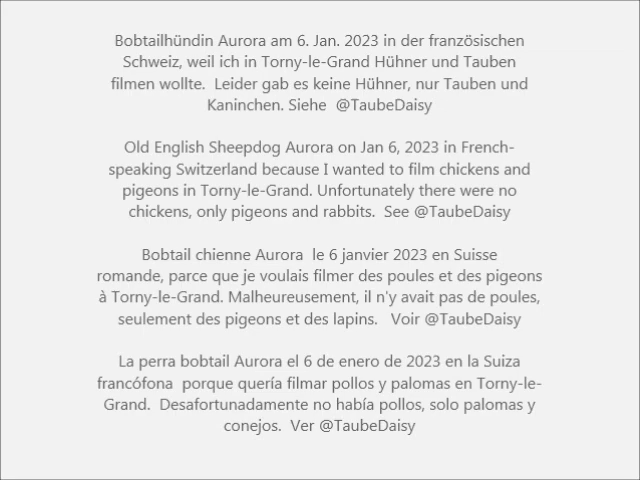 Bobtailhündin Aurora am 6. Jan. 2023 in der französischen
Schweiz, weil ich in Torny-le-Grand Hühner und Tauben
filmen wollte.  Leider gab es keine Hühner, nur Tauben und
Kaninchen. Siehe  @TaubeDaisy
Old English Sheepdog Aurora on Jan 6, 2023 in French-
speaking Switzerland because I wanted to film chickens and
pigeons in Torny-le-Grand. Unfortunately there were no
chickens, only pigeons and rabbits.  See @TaubeDaisy
Bobtail chienne Aurora  le 6 janvier 2023 en Suisse
romande, parce que je voulais filmer des poules et des pigeons
à Torny-le-Grand. Malheureusement, il n'y avait pas de poules,
seulement des pigeons et des lapins.   Voir @TaubeDaisy
La perra bobtail Aurora el 6 de enero de 2023 en la Suiza
francófona  porque quería filmar pollos y palomas en Torny-le-
Grand.  Desafortunadamente no había pollos, solo palomas y
conejos.  Ver @TaubeDaisy